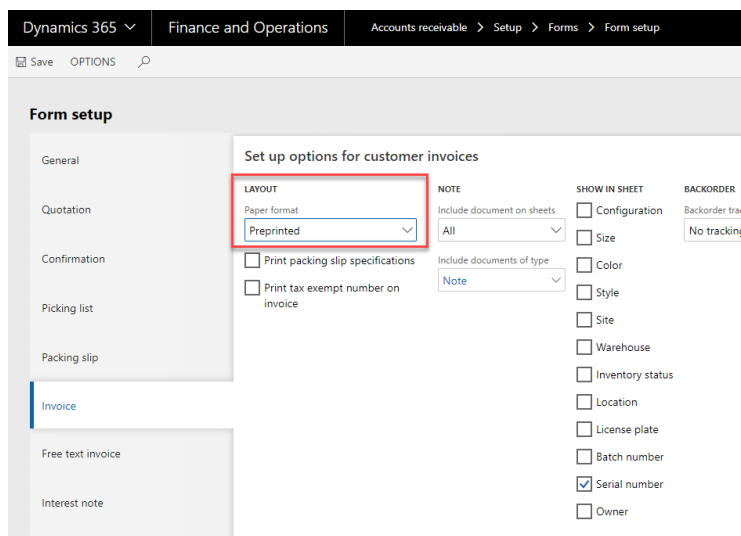 Dynamics 365
Finance and Operations
Accounts receivable > Setup > Forms > Form setup
Save OPTIONS
Form setup
General
Quotation
Confirmation
Picking list
Packing slip
Invoice
Free text invoice
Interest note
Set up options for customer invoices
LAYOUT
Paper format
Preprinted
Print packing slip specifications
Print tax exempt number on
invoice
NOTE
Include document on sheets
All
Include documents of type
Note
SHOW IN SHEET
Configuration
Size
Color
Style
Site
Warehouse
Inventory status
Location
License plate
Batch number
Serial number
Owner
BACKORDER
Backorder tra
No tracking